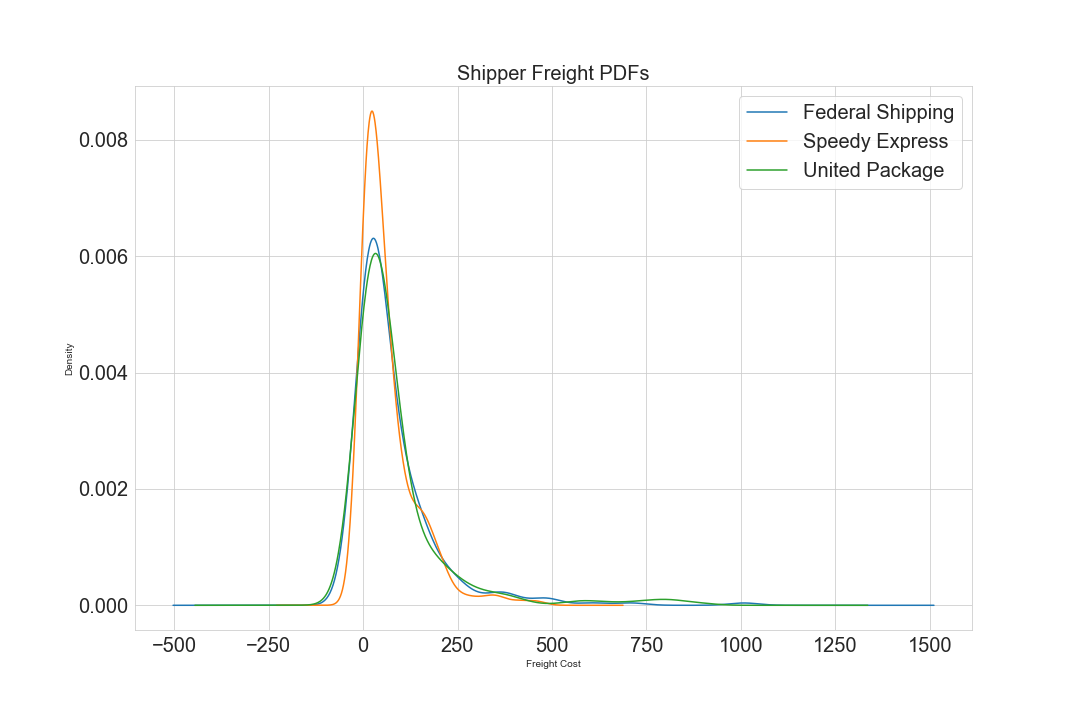 Shipper Freight PDFs
Federal Shipping
Speedy Express
United Package
0.008
0.006
0.004
0.002
0.000
Density
−500
−250
0
250
500
750
1000
1250
1500
Freight Cost